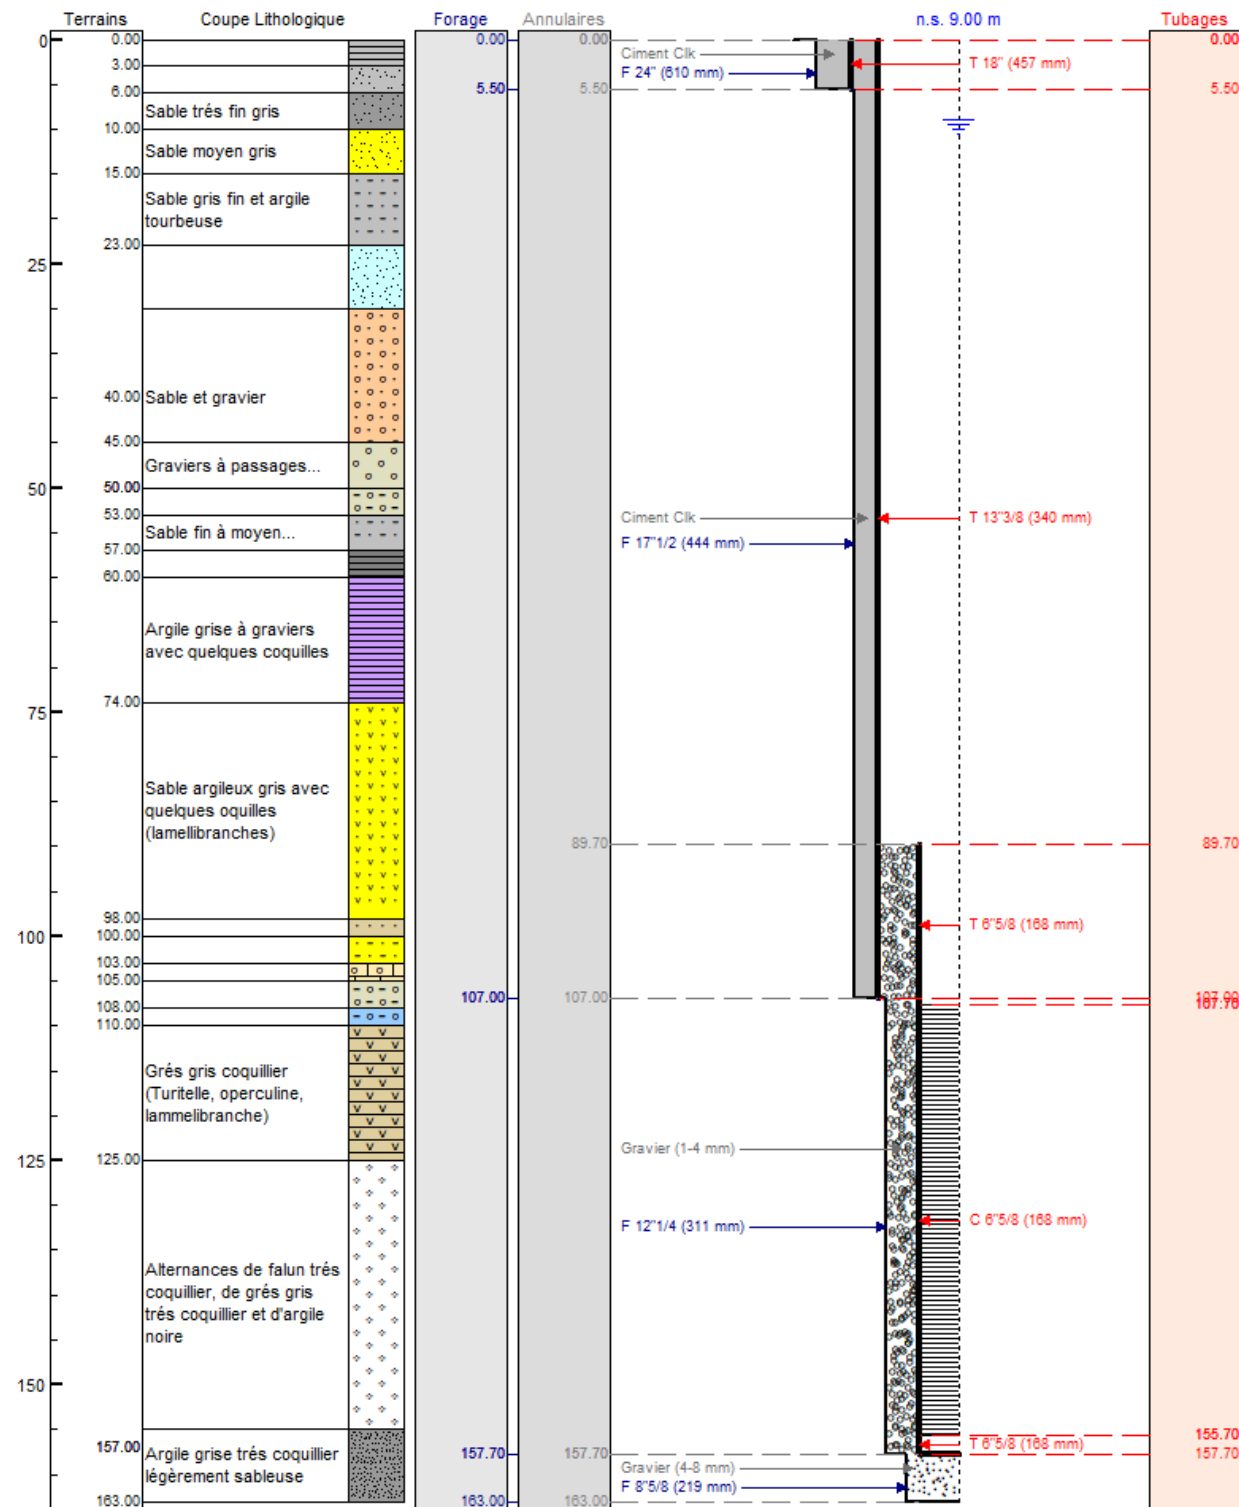 Terrains Coupe Lithologique Forage Annulaires n.s. 9.00 m Tubages
0 0.00 0.00 0.00 0.00
Ciment Clk
3.00 T 18" (457 mm)
F 24" (610 mm)
6.00 5.50 5.50 5.50
Sable trés fin gris
10.00
Sable moyen gris
15.00
Sable gris fin et argile
tourbeuse
23.00
25
40.00 Sable et gravier
45.00
Graviers à passages...
50 50.00
53.00 Ciment Clk T 13"3/8 (340 mm)
Sable fin à moyen...
F 17"1/2 (444 mm)
57.00
60.00
Argile grise à graviers
avec quelques coquilles
74.00
75
Sable argileux gris avec
quelques oquilles
(lamellibranches)
89.70 89.70
98.00 T 6"5/8 (168 mm)
100 100.00
103.00
105.00
107.00 107.00 107.00
107.70
108.00
110.00
Grés gris coquillier
(Turitelle, operculine,
lammelibranche)
Gravier (1-4 mm)
125 125.00
C 6"5/8 (168 mm)
F 12"1/4 (311 mm)
Alternances de falun trés
coquillier, de grés gris
trés coquillier et d'argile
noire
150
155.70
157.00 T 6"5/8 (168 mm)
157.70 157.70 157.70
Argile grise trés coquillier
légèrement sableuse
Gravier (4-8 mm)
F 8"5/8 (219 mm)
163.00 163.00 163.00